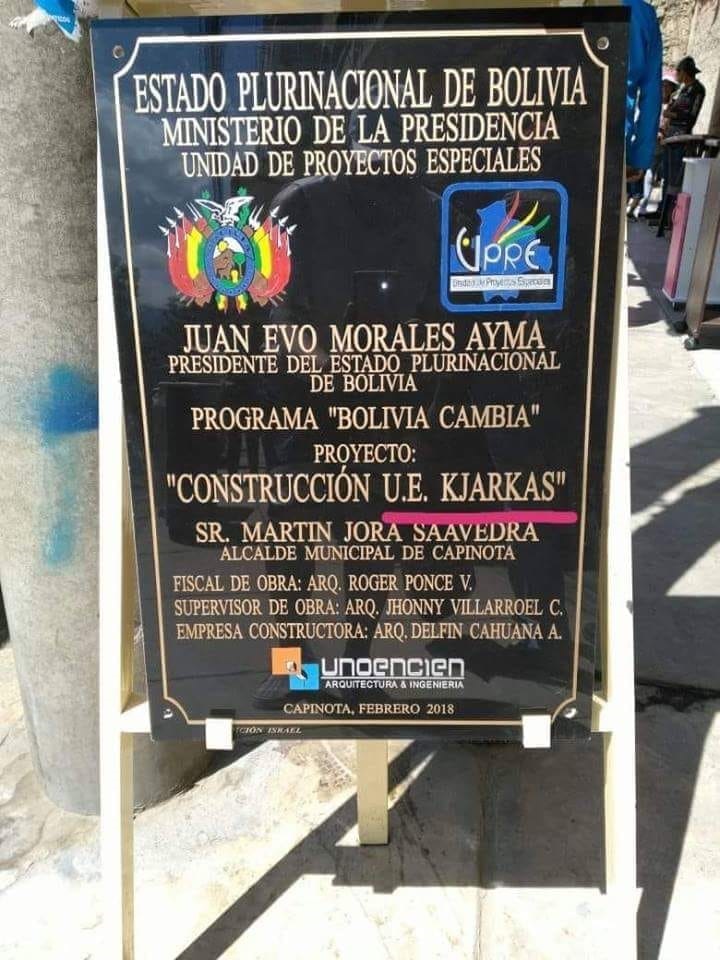 ESTADO PLURINACIONAL DE BOLIVIA
MINISTERIO DE LA PRESIDENCIA
UNIDAD DE PROYECTOS ESPECIALES
UPRE
Unidad de Proyectos Especiales
JUAN EVO MORALES AYMA
PRESIDENTE DEL ESTADO PLURINACIONAL
DE BOLIVIA
PROGRAMA "BOLIVIA CAMBIA"
PROYECTO:
"CONSTRUCCIÓN U.E. KJARKAS"
SR. MARTIN JORA SAAVEDRA
ALCALDE MUNICIPAL DE CAPINOTA
FISCAL DE OBRA: ARQ. ROGER PONCE V.
SUPERVISOR DE OBRA: ARQ. JHONNY VILLARROEL C.
EMPRESA CONSTRUCTORA: ARQ. DELFIN CAHUANA A.
unoencien
ARQUITECTURA & INGENIERIA
CAPINOTA, FEBRERO 2018
ISRAEL